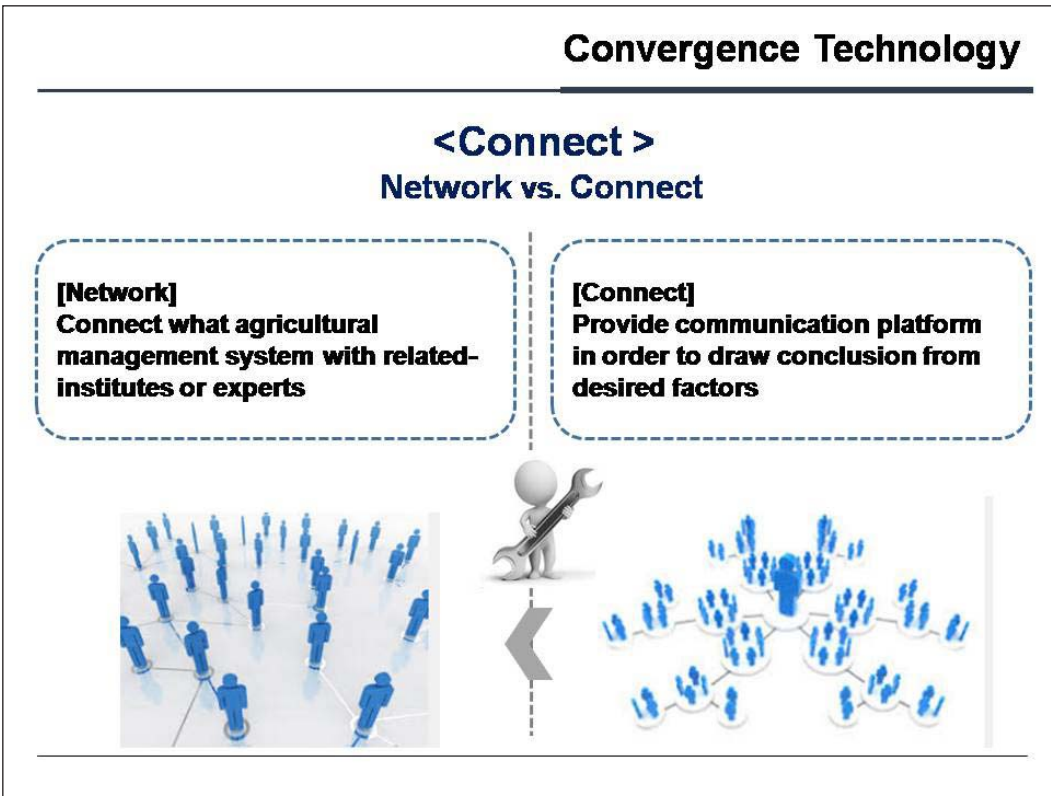 Convergence Technology
<Connect >
Network vs. Connect
[Network]
Connect what agricultural
management system with related-
institutes or experts
[Connect]
Provide communication platform
in order to draw conclusion from
desired factors